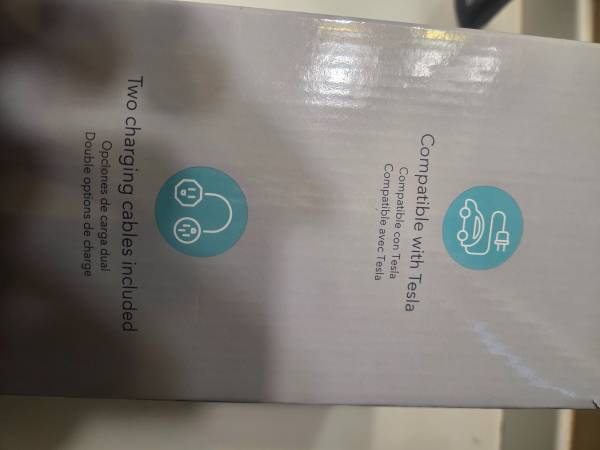 Compatible with Tesla
Compatible con Tesla
Compatible avec Tesla
Two charging cables included
Opciones de carga dual
Double options de charge